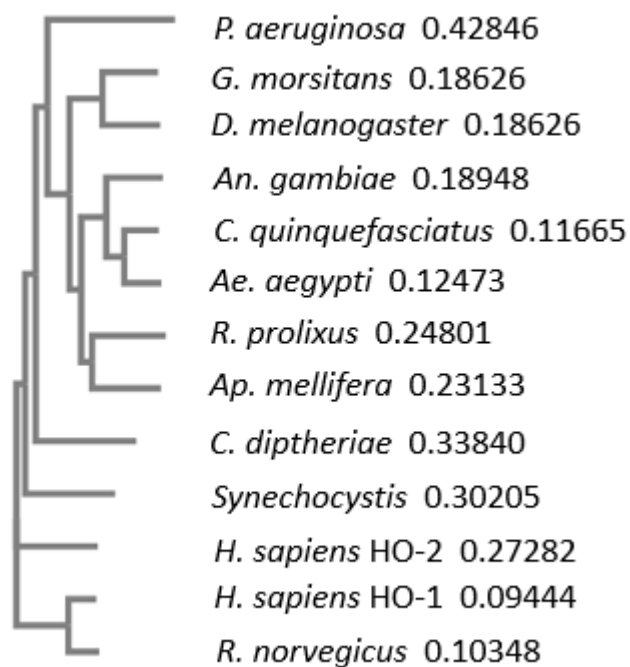 P. aeruginosa 0.42846
G. morsitans 0.18626
D. melanogaster 0.18626
An. gambiae 0.18948
C. quinquefasciatus 0.11665
Ae. aegypti 0.12473
R. prolixus 0.24801
Ap. mellifera 0.23133
C. diptheriae 0.33840
Synechocystis 0.30205
H. sapiens HO-2 0.27282
H. sapiens HO-1 0.09444
R. norvegicus 0.10348